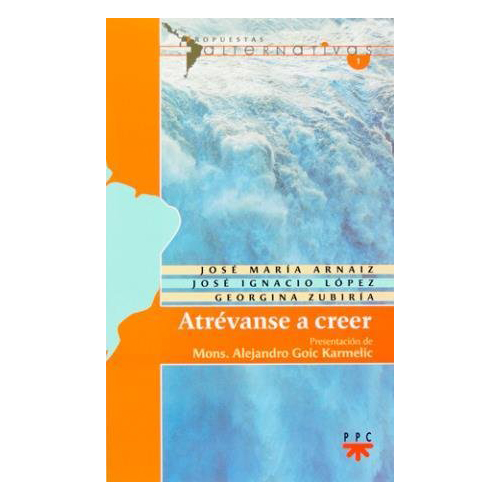 PROPUESTAS
alternativas
1
JOSÉ MARÍA ARNAIZ
JOSÉ IGNACIO LÓPEZ
GEORGINA ZUBIRÍA
Atrévanse a creer
Presentación de
Mons. Alejandro Goic Karmelic
PPC